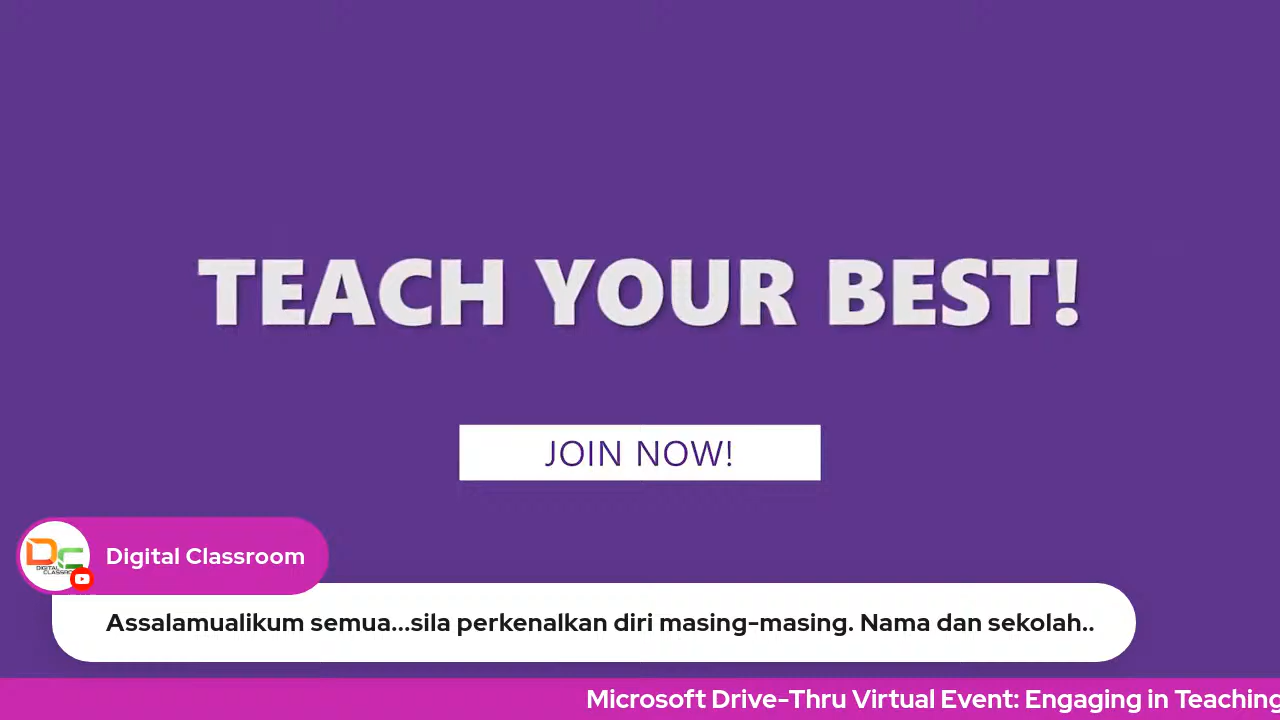 TEACH YOUR BEST!
JOIN NOW!
Digital Classroom
Assalamualikum semua...sila perkenalkan diri masing-masing. Nama dan sekolah..
Microsoft Drive-Thru Virtual Event: Engaging in Teaching